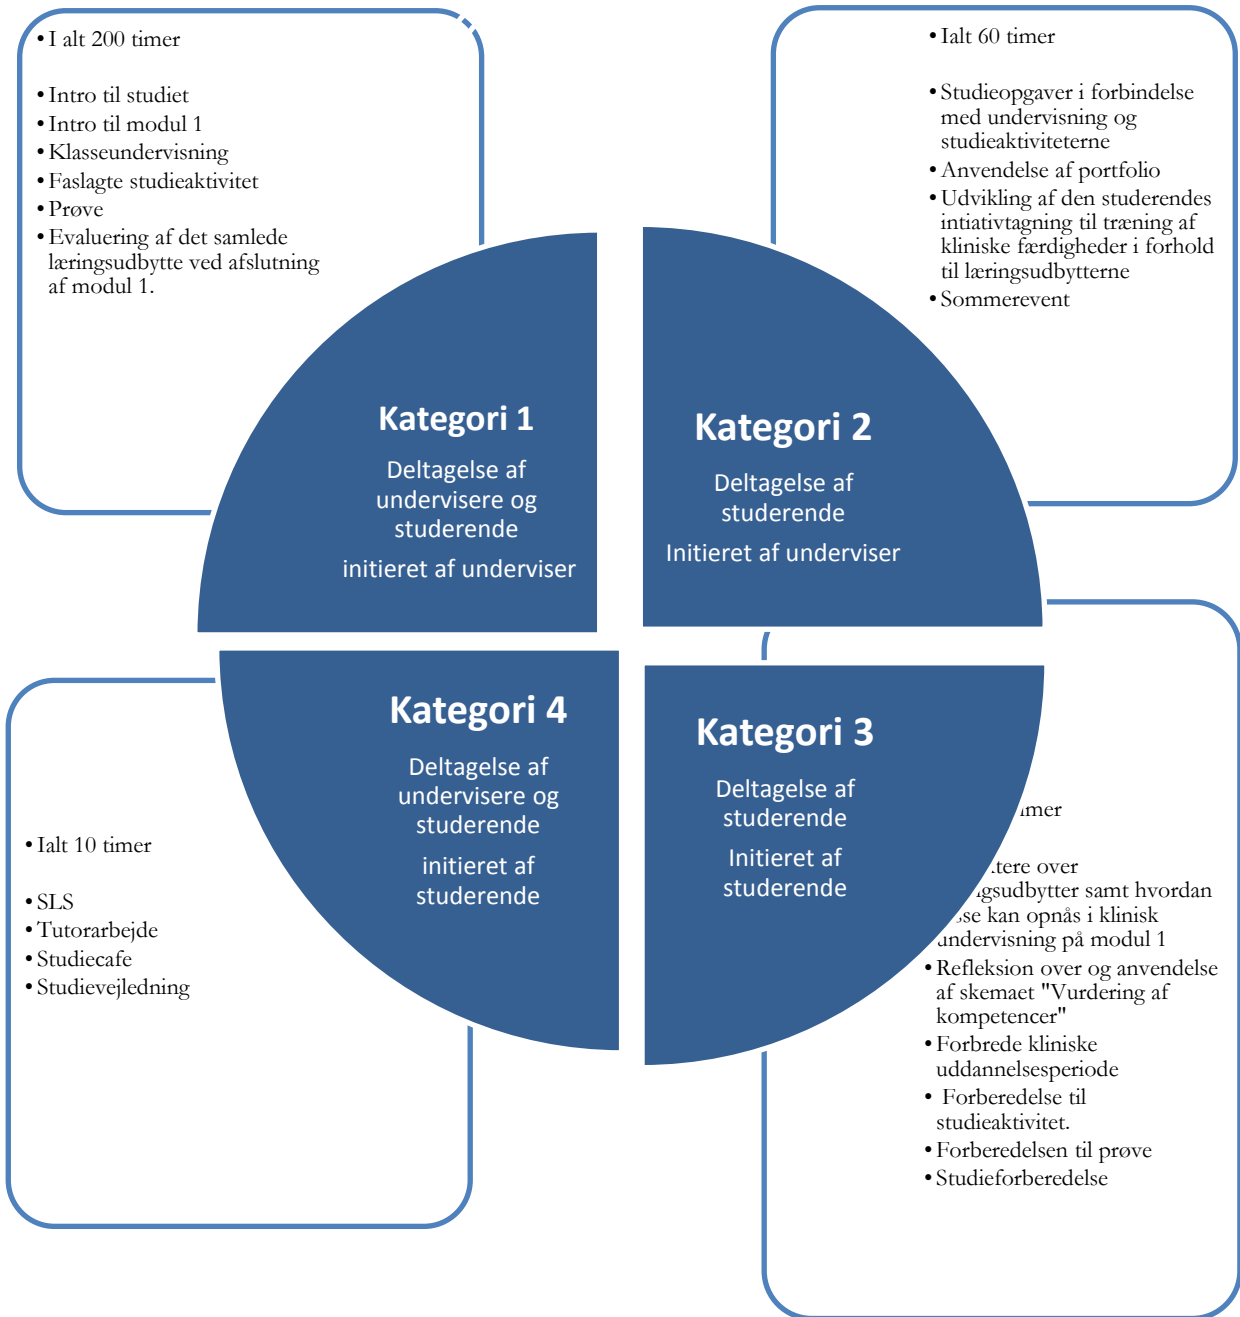 • I alt 200 timer
• Intro til studiet
• Intro til modul 1
• Klasseundervisning
• Faslagte studieaktivitet
• Prøve
• Evaluering af det samlede
læringsudbytte ved afslutning
af modul 1.
• Ialt 60 timer
• Studieopgaver i forbindelse
med undervisning og
studieaktiviteterne
• Anvendelse af portfolio
• Udvikling af den studerendes
intiativtagning til træning af
kliniske færdigheder i forhold
til læringsudbytterne
• Sommerevent
Kategori 1
Deltagelse af
undervisere og
studerende
initieret af underviser
Kategori 2
Deltagelse af
studerende
Initieret af underviser
Kategori 4
Deltagelse af
undervisere og
studerende
initieret af
studerende
Kategori 3
Deltagelse af
studerende
Initieret af
studerende
• Ialt 10 timer
• SLS
• Tutorarbejde
• Studiecafe
• Studievejledning
over
samt hvordan
kan opnås i klinisk
undervisning på modul 1
• Refleksion over og anvendelse
af skemaet "Vurdering af
kompetencer"
• Forbrede kliniske
uddannelsesperiode
• Forberedelse til
studieaktivitet.
• Forberedelsen til prøve
• Studieforberedelse